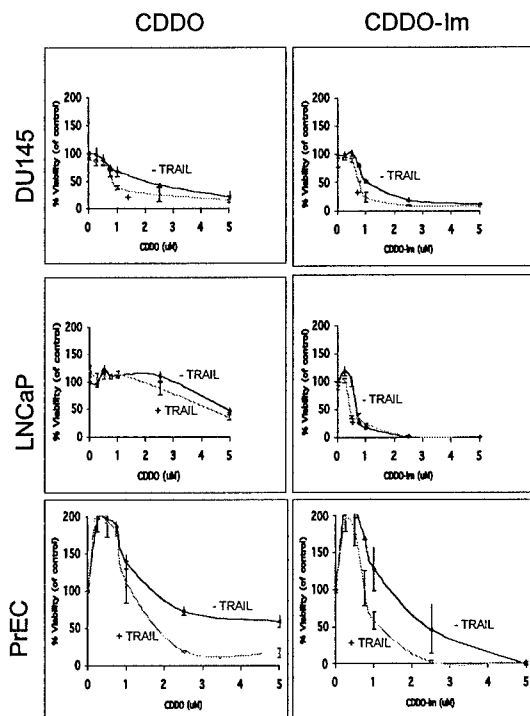 CDDO CDDO-Im
DU145
% Viability (of control)
200
150
100
50
0
- TRAIL
+
0 1 2 3 4 5
CDDO (uM)
% Viability (of control)
200
150
100
50
0
- TRAIL
+
0 1 2 3 4 5
CDDO-Im (uM)
LNCaP
% Viability (of control)
200
150
100
50
0
- TRAIL
+ TRAIL
0 1 2 3 4 5
CDDO (uM)
% Viability (of control)
200
150
100
50
0
- TRAIL
+
0 1 2 3 4 5
CDDO-Im (uM)
PrEC
% Viability (of control)
200
150
100
50
0
- TRAIL
+ TRAIL
0 1 2 3 4 5
CDDO (uM)
% Viability (of control)
200
150
100
50
0
- TRAIL
+ TRAIL
0 1 2 3 4 5
CDDO-Im (uM)